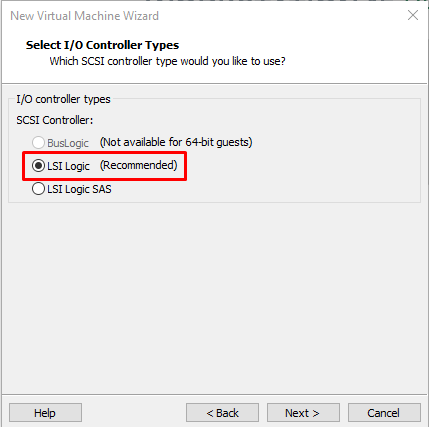 New Virtual Machine Wizard
Select I/O Controller Types
Which SCSI controller type would you like to use?
I/O controller types
SCSI Controller:
BusLogic (Not available for 64-bit guests)
LSI Logic (Recommended)
LSI Logic SAS
Help < Back Next > Cancel